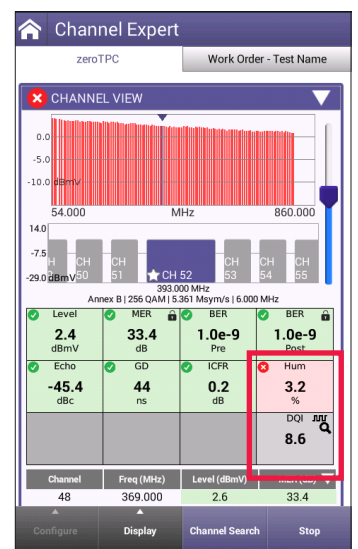 Channel Expert
zeroTPC
Work Order - Test Name
CHANNEL VIEW
0.0
-5.0
-10.0 dBmV
54.000 MHz 860.000
14.0
-7.5
-29.0 dBmV
CH 50
CH 51
CH 52
CH 53
CH 54
CH 55
393.000 MHz
Annex B | 256 QAM | 5.361 Msym/s | 6.000 MHz
Level MER BER BER
2.4 33.4 1.0e-9 1.0e-9
dBmV dB Pre Post
Echo GD ICFR Hum
-45.4 44 0.2 3.2
dBc ns dB %
DQI
8.6
Channel Freq (MHz) Level (dBmV) MER (dB)
48 369.000 2.6 33.4
Configure Display Channel Search Stop